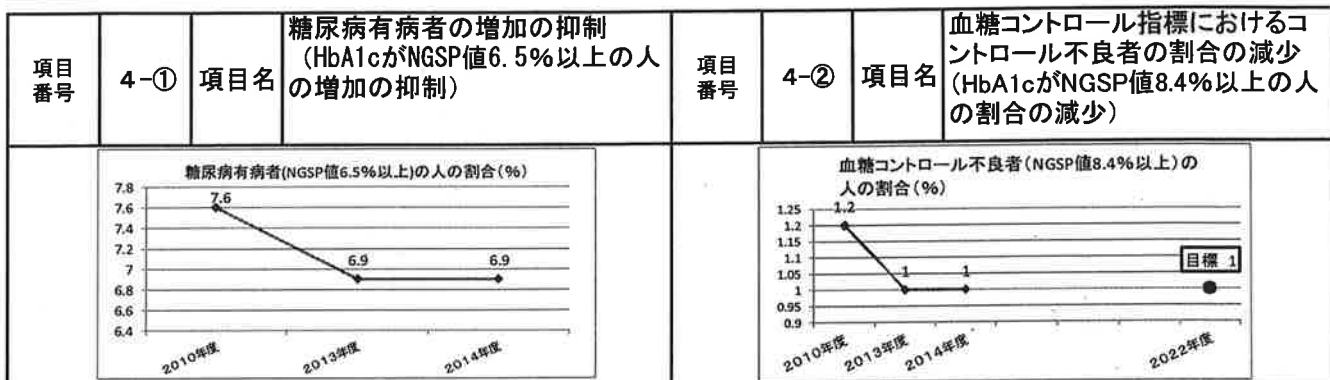 項目
番号
4-①
項目名
糖尿病有病者の増加の抑制
(HbA1cがNGSP値6.5%以上の人
の増加の抑制)
項目
番号
4-②
項目名
血糖コントロール指標におけるコ
ントロール不良者の割合の減少
(HbA1cがNGSP値8.4%以上の人
の割合の減少)
糖尿病有病者(NGSP値6.5%以上)の人の割合(%)
7.8
7.6
7.4
7.2
7
6.8
6.6
6.4
7.6
6.9
6.9
2010年度
2013年度
2014年度
血糖コントロール不良者(NGSP値8.4%以上)の
人の割合(%)
1.25
1.2
1.15
1.1
1.05
1
0.95
0.9
1.2
1
1
目標 1
2010年度
2013年度
2014年度
2022年度